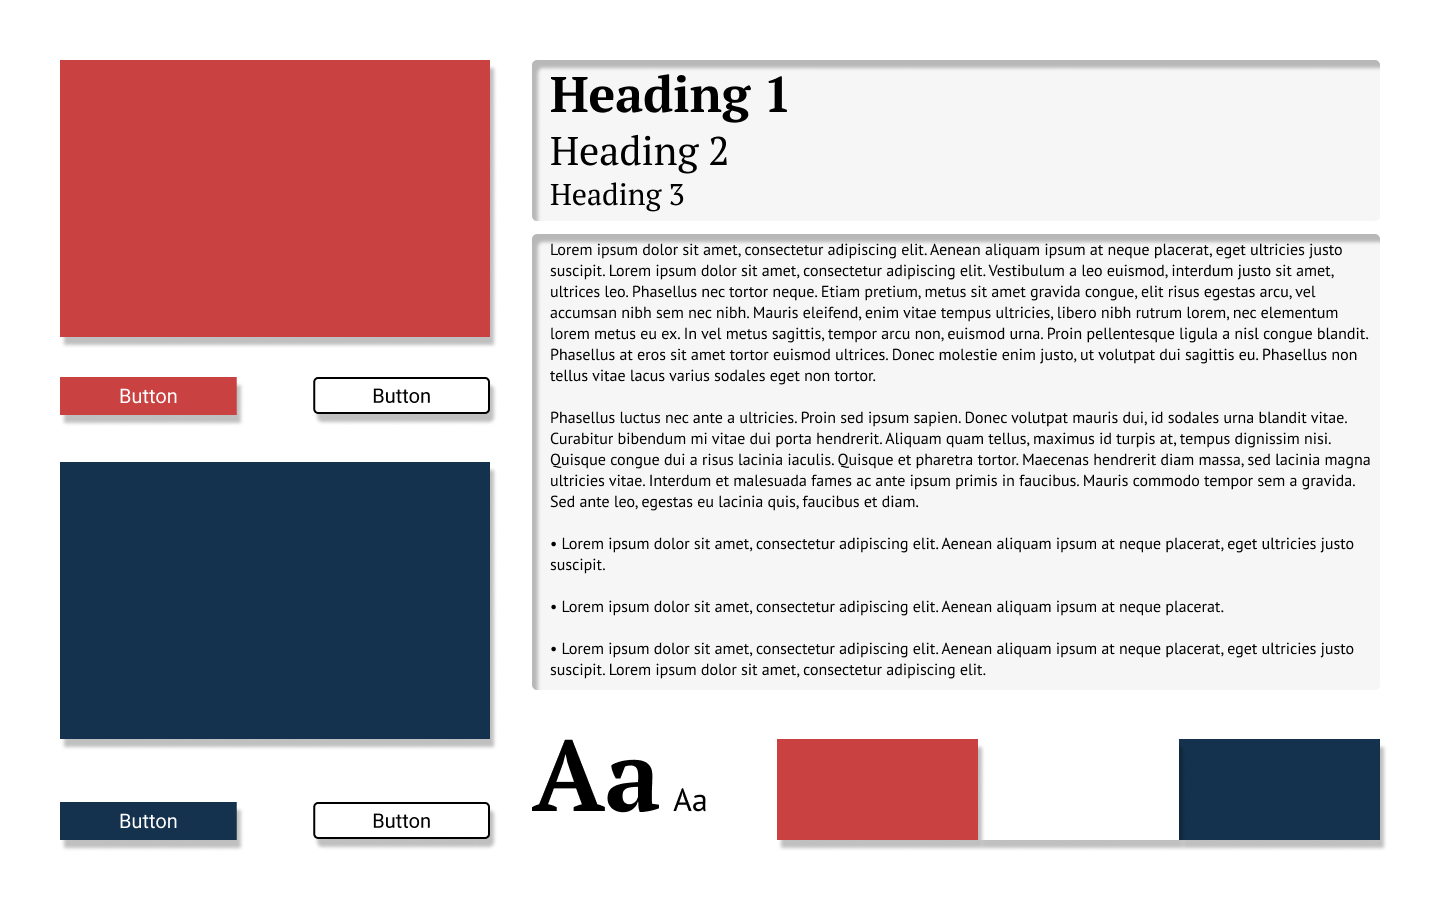 Heading 1
Heading 2
Heading 3
Lorem ipsum dolor sit amet, consectetur adipiscing elit. Aenean aliquam ipsum at neque placerat, eget ultricies justo
suscipit. Lorem ipsum dolor sit amet, consectetur adipiscing elit. Vestibulum a leo euismod, interdum justo sit amet,
ultrices leo. Phasellus nec tortor neque. Etiam pretium, metus sit amet gravida congue, elit risus egestas arcu, vel
accumsan nibh sem nec nibh. Mauris eleifend, enim vitae tempus ultricies, libero nibh rutrum lorem, nec elementum
lorem metus eu ex. In vel metus sagittis, tempor arcu non, euismod urna. Proin pellentesque ligula a nisl congue blandit.
Phasellus at eros sit amet tortor euismod ultrices. Donec molestie enim justo, ut volutpat dui sagittis eu. Phasellus non
tellus vitae lacus varius sodales eget non tortor.
Phasellus luctus nec ante a ultricies. Proin sed ipsum sapien. Donec volutpat mauris dui, id sodales urna blandit vitae.
Curabitur bibendum mi vitae dui porta hendrerit. Aliquam quam tellus, maximus id turpis at, tempus dignissim nisi.
Quisque congue dui a risus lacinia iaculis. Quisque et pharetra tortor. Maecenas hendrerit diam massa, sed lacinia magna
ultricies vitae. Interdum et malesuada fames ac ante ipsum primis in faucibus. Mauris commodo tempor sem a gravida.
Sed ante leo, egestas eu lacinia quis, faucibus et diam.
• Lorem ipsum dolor sit amet, consectetur adipiscing elit. Aenean aliquam ipsum at neque placerat, eget ultricies justo
suscipit.
• Lorem ipsum dolor sit amet, consectetur adipiscing elit. Aenean aliquam ipsum at neque placerat.
• Lorem ipsum dolor sit amet, consectetur adipiscing elit. Aenean aliquam ipsum at neque placerat, eget ultricies justo
suscipit. Lorem ipsum dolor sit amet, consectetur adipiscing elit.
Button
Button
Button
Button
Aa Aa